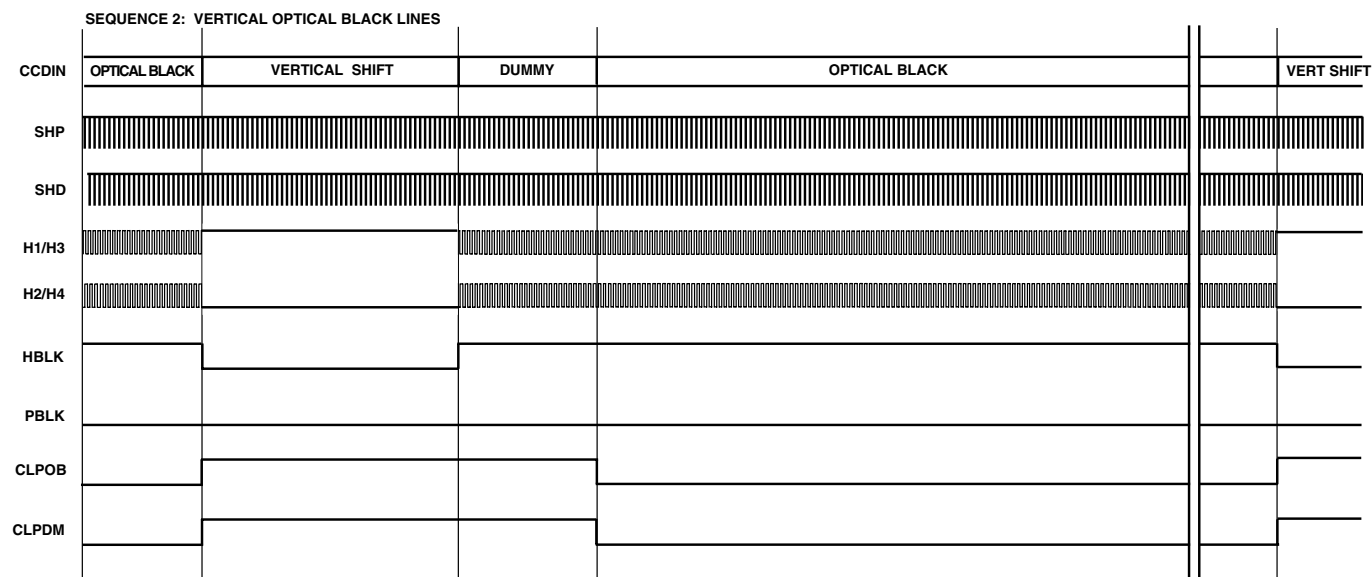 SEQUENCE 2: VERTICAL OPTICAL BLACK LINES
CCDIN OPTICAL BLACK VERTICAL SHIFT DUMMY OPTICAL BLACK VERT SHIFT
SHP
SHD
H1/H3
H2/H4
HBLK
PBLK
CLPOB
CLPDM